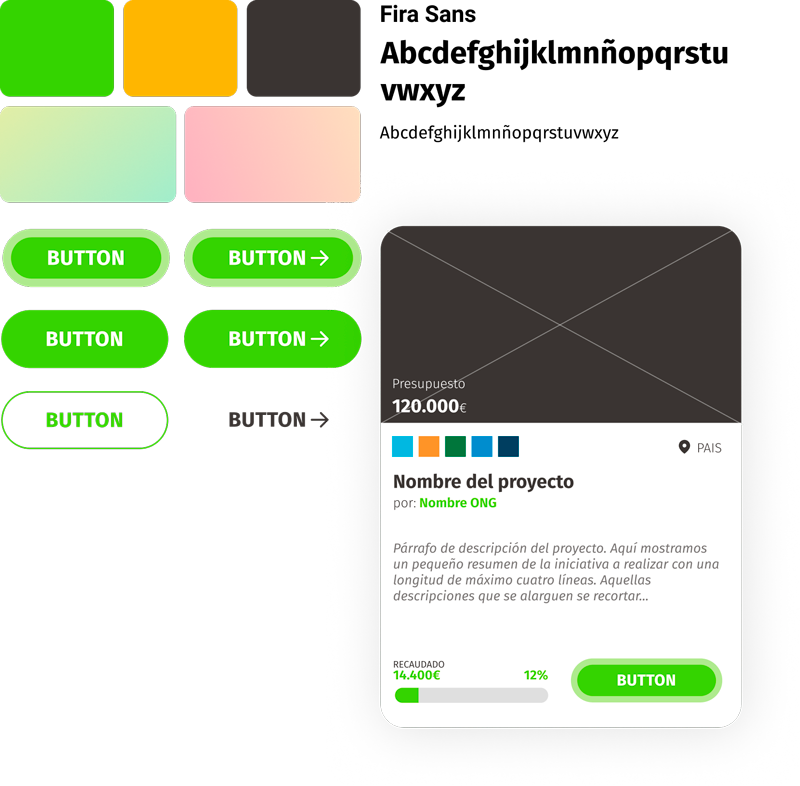 Fira Sans
Abcdefghijklmnñopqrstu
vwxyz
Abcdefghijklmnñopqrstuvwxyz
BUTTON
BUTTON →
BUTTON
BUTTON →
BUTTON
BUTTON →
Presupuesto
120.000€
PAIS
Nombre del proyecto
por: Nombre ONG
Párrafo de descripción del proyecto. Aquí mostramos
un pequeño resumen de la iniciativa a realizar con una
longitud de máximo cuatro líneas. Aquellas
descripciones que se alarguen se recortar...
RECAUDADO
14.400€ 12%
BUTTON